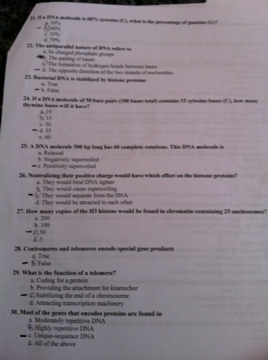 21. If a DNA molecule is 60% cytosine (C), what is the percentage of guanine (G)?
a. 30%
b. 60%
c. 35%
d. 70%
22. The antiparallel nature of DNA refers to
a. Its charged phosphate groups
b. The pairing of bases
c. The formation of hydrogen bonds between bases
d. The opposite direction of the two strands of nucleotides
23. Bacterial DNA is stabilized by histone proteins
a. True
b. False
24. If a DNA molecule of 50 base pairs (100 bases total) contains 15 cytosine bases (C), how many
thymine bases will it have?
a. 10
b. 15
c. 30
d. 35
e. 60
25. A DNA molecule 500 bp long has 60 complete rotations. This DNA molecule is
a. Relaxed
b. Negatively supercoiled
c. Positively supercoiled
26. Neutralizing their positive charge would have which effect on the histone proteins?
a. They would bind DNA tighter
b. They would cause supercoiling
c. They would separate from the DNA
d. They would be attracted to each other
27. How many copies of the H3 histone would be found in chromatin containing 25 nucleosomes?
a. 200
b. 100
c. 50
d. 5
28. Centromeres and telomeres encode special gene products
a. True
b. False
29. What is the function of a telomere?
a. Coding for a protein
b. Providing the attachment for kinetochor
c. Stabilizing the end of a chromosome
d. Attracting transcription machinery
30. Most of the genes that encodes proteins are found in
a. Moderately repetitive DNA
b. Highly repetitive DNA
c. Unique-sequence DNA
d. All of the above